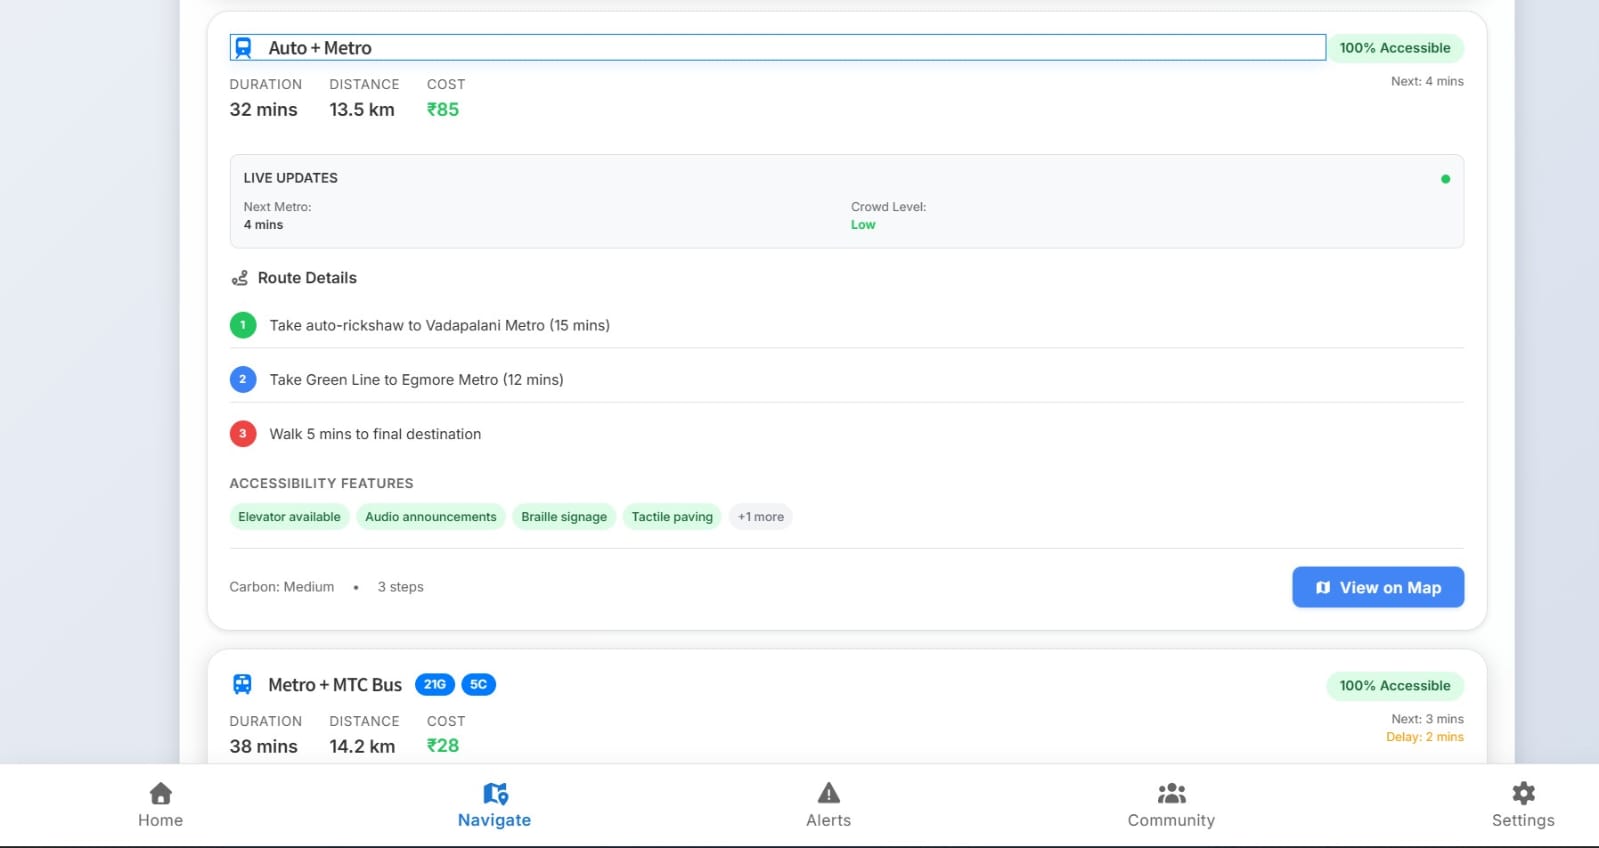 Auto + Metro
100% Accessible
DURATION DISTANCE COST
Next: 4 mins
32 mins 13.5 km ₹85
LIVE UPDATES
Next Metro: Crowd Level:
4 mins Low
Route Details
1 Take auto-rickshaw to Vadapalani Metro (15 mins)
2 Take Green Line to Egmore Metro (12 mins)
3 Walk 5 mins to final destination
ACCESSIBILITY FEATURES
Elevator available Audio announcements Braille signage Tactile paving +1 more
Carbon: Medium • 3 steps
View on Map
Metro + MTC Bus 21G 5C
100% Accessible
DURATION DISTANCE COST
Next: 3 mins
38 mins 14.2 km ₹28
Delay: 2 mins
Home Navigate Alerts Community Settings